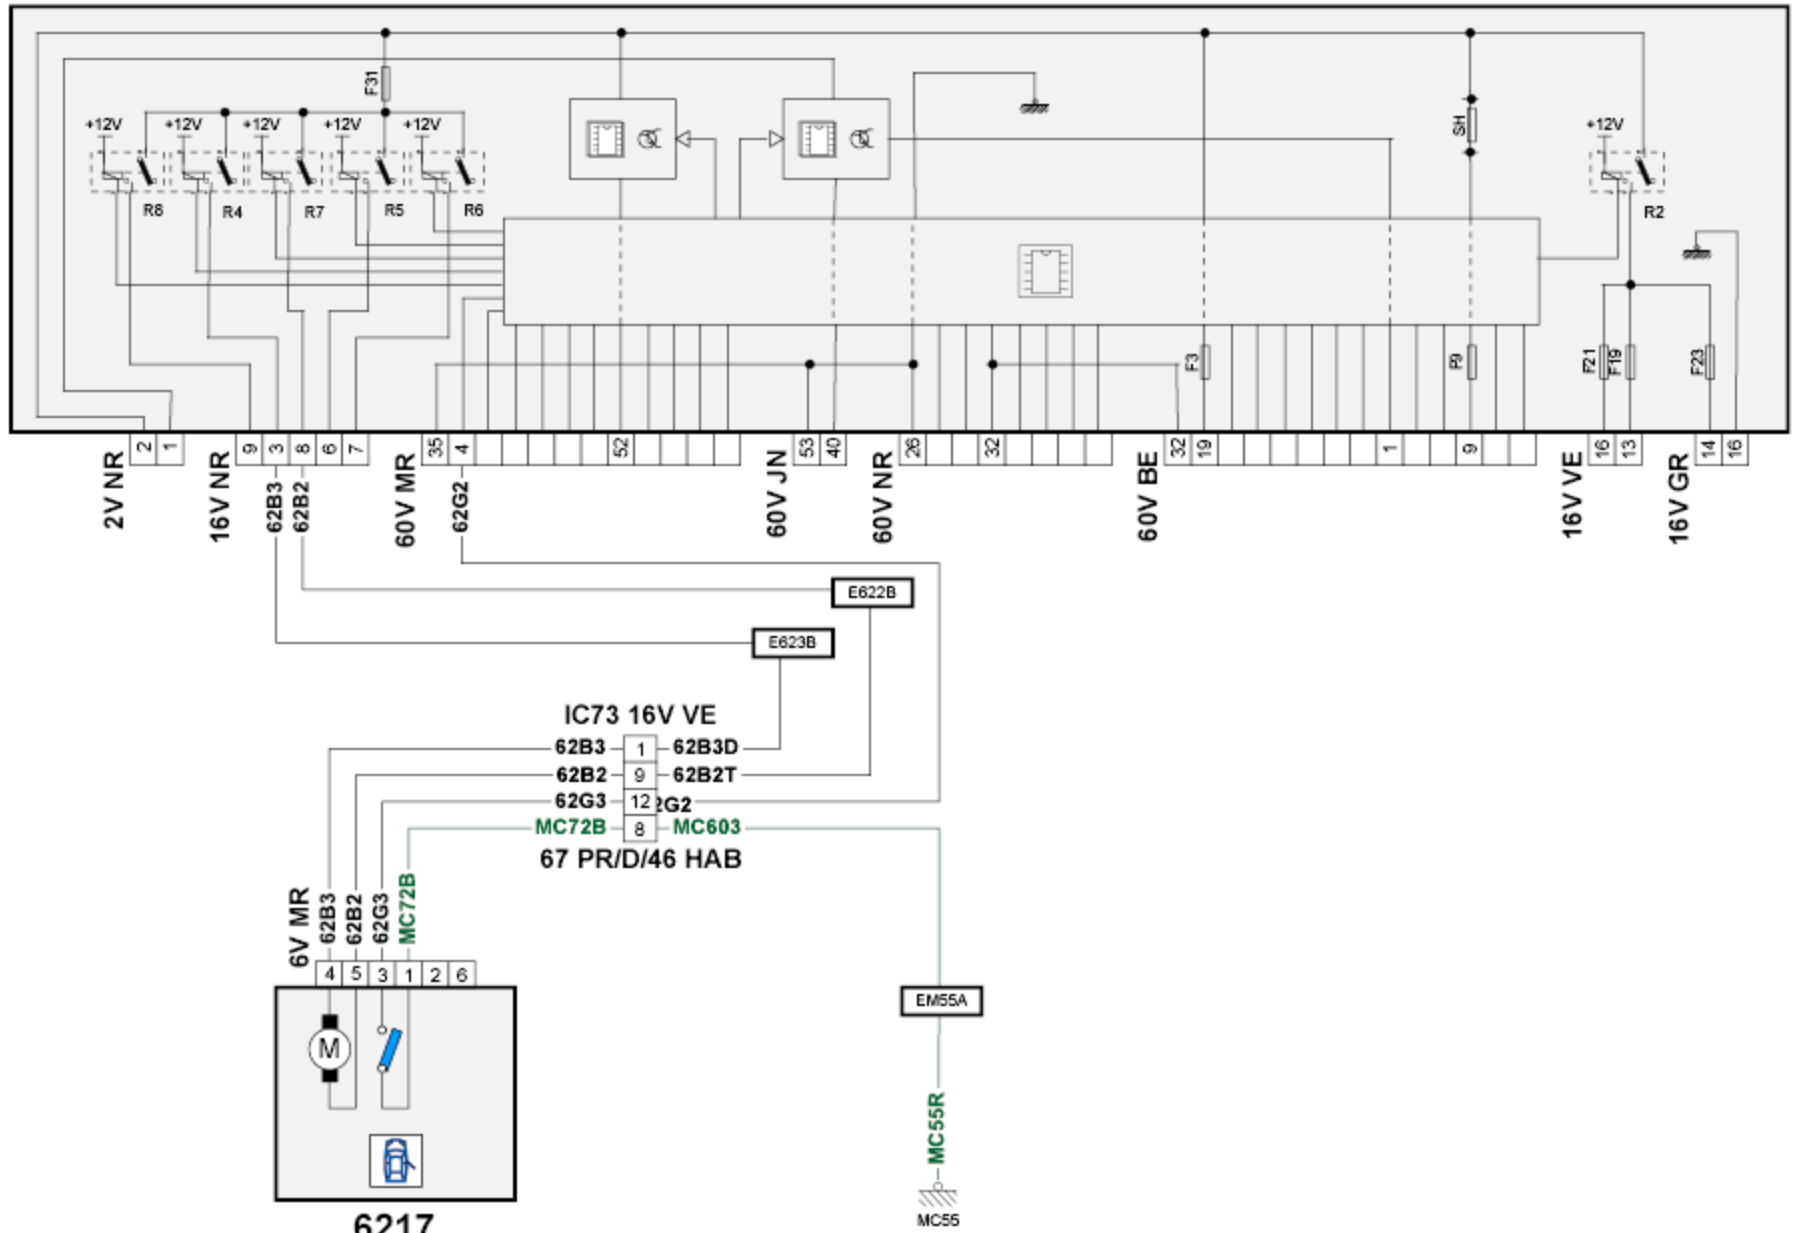 F31
SH
+12V +12V +12V +12V +12V +12V
R8 R4 R7 R5 R6 R2
F3 F9 F21 F19 F23
2V NR 2 1
16V NR 9 3 8 6 7
60V MR 35 4 52
60V JN 53 40
60V NR 26 32
60V BE 32 19 1 9
16V VE 16 13
16V GR 14 16
62B3 62B2 62G2
E622B
E623B
IC73 16V VE
62B3 1 62B3D
62B2 9 62B2T
62G3 12 2G2
MC72B 8 MC603
67 PR/D/46 HAB
6V MR 62B3 62B2 62G3 MC72B
4 5 3 1 2 6
M
EM55A
MC55R
MC55
6217